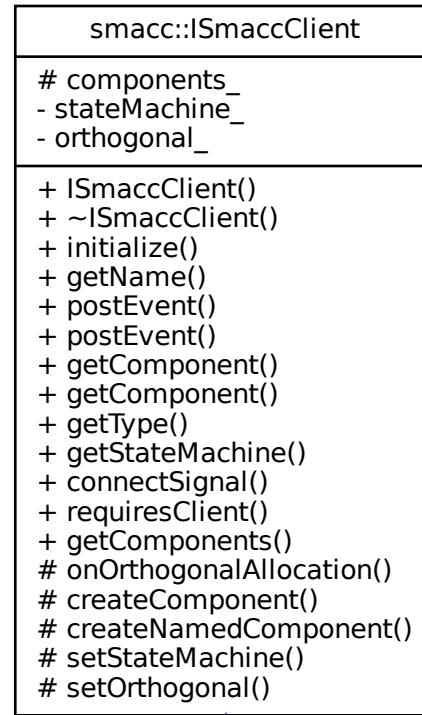 smacc::ISmaccClient
# components_
- stateMachine_
- orthogonal_
+ ISmaccClient()
+ ~ISmaccClient()
+ initialize()
+ getName()
+ postEvent()
+ postEvent()
+ getComponent()
+ getComponent()
+ getType()
+ getStateMachine()
+ connectSignal()
+ requiresClient()
+ getComponents()
# onOrthogonalAllocation()
# createComponent()
# createNamedComponent()
# setStateMachine()
# setOrthogonal()